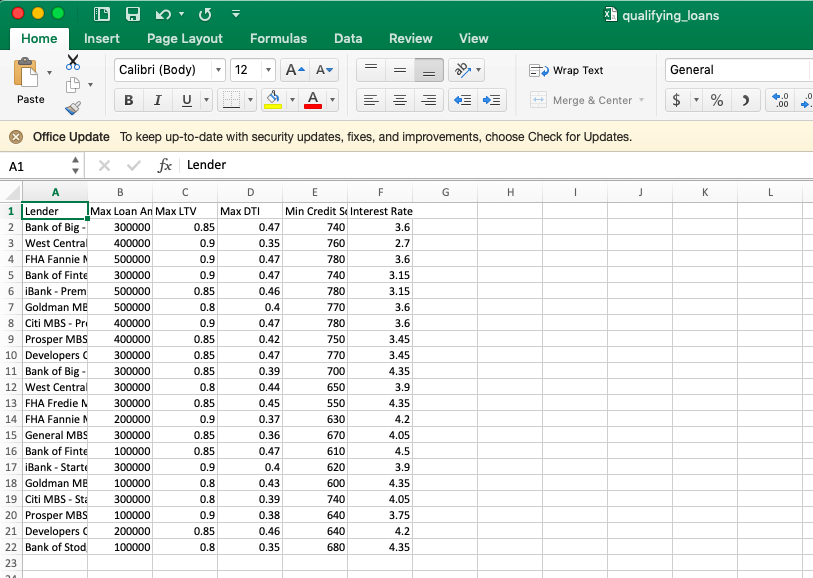 qualifying_loans
Home Insert Page Layout Formulas Data Review View
Calibri (Body) 12 A A Wrap Text General
Paste B I U A Merge & Center $ % .0 .00
Office Update To keep up-to-date with security updates, fixes, and improvements, choose Check for Updates.
A1 fx Lender
A B C D E F G H I J K L
1 Lender Max Loan Am Max LTV Max DTI Min Credit Sc Interest Rate
2 Bank of Big - 300000 0.85 0.47 740 3.6
3 West Central 400000 0.9 0.35 760 2.7
4 FHA Fannie M 500000 0.9 0.47 780 3.6
5 Bank of Finte 300000 0.9 0.47 740 3.15
6 iBank - Prem 500000 0.85 0.46 780 3.15
7 Goldman MB 500000 0.8 0.4 770 3.6
8 Citi MBS - Pr 400000 0.9 0.47 780 3.6
9 Prosper MBS 400000 0.85 0.42 750 3.45
10 Developers C 300000 0.85 0.47 770 3.45
11 Bank of Big - 300000 0.85 0.39 700 4.35
12 West Central 300000 0.8 0.44 650 3.9
13 FHA Fredie M 300000 0.85 0.45 550 4.35
14 FHA Fannie M 200000 0.9 0.37 630 4.2
15 General MBS 300000 0.85 0.36 670 4.05
16 Bank of Finte 100000 0.85 0.47 610 4.5
17 iBank - Starte 300000 0.9 0.4 620 3.9
18 Goldman MB 100000 0.8 0.43 600 4.35
19 Citi MBS - Sta 300000 0.8 0.39 740 4.05
20 Prosper MBS 100000 0.9 0.38 640 3.75
21 Developers C 200000 0.85 0.46 640 4.2
22 Bank of Stod 100000 0.8 0.35 680 4.35
23